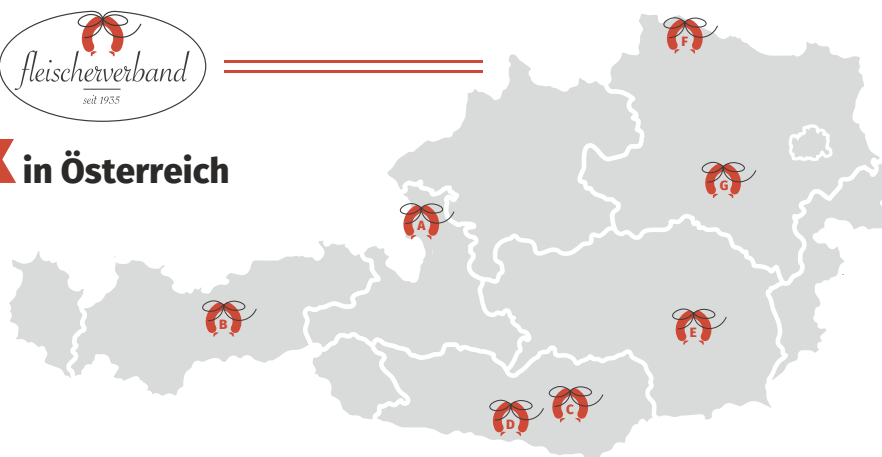 fleischerverband
seit 1935
in Österreich
F
G
A
B
E
C
D